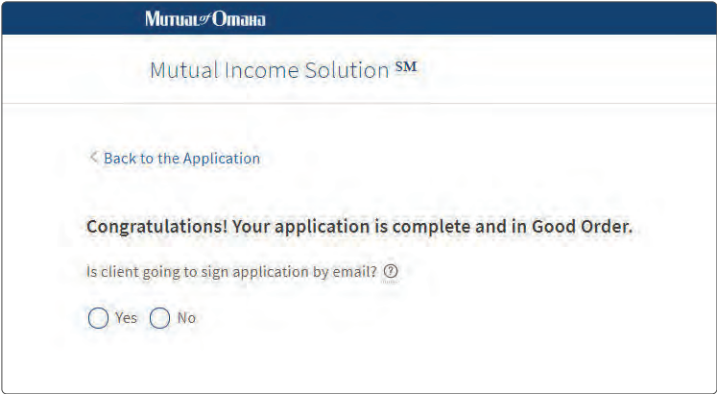 Mutual of Omaha
Mutual Income Solution SM
< Back to the Application
Congratulations! Your application is complete and in Good Order.
Is client going to sign application by email? ?
Yes No